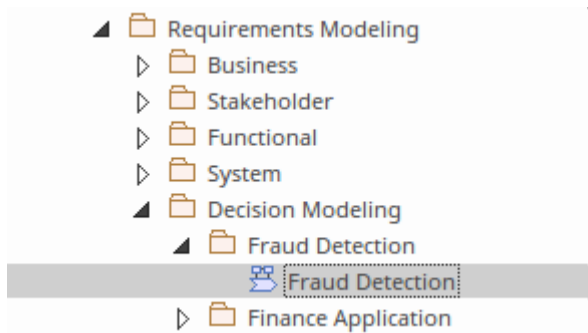 Requirements Modeling
Business
Stakeholder
Functional
System
Decision Modeling
Fraud Detection
Fraud Detection
Finance Application